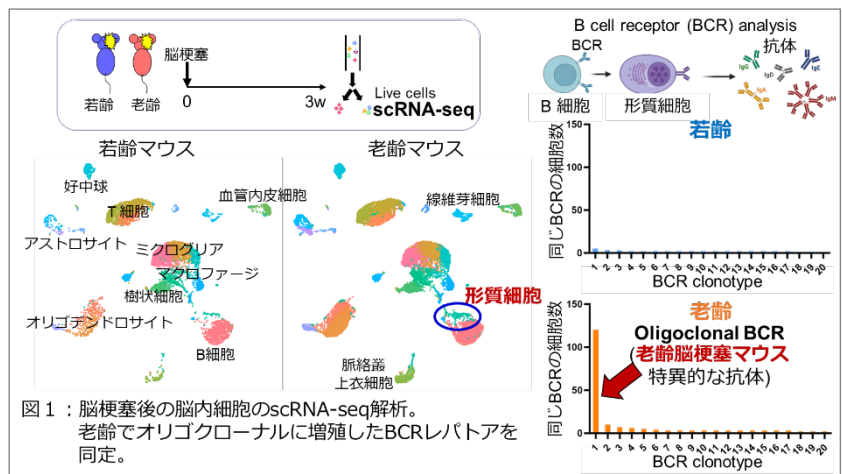 脳梗塞
若齢 老齢
0 3w
Live cells
scRNA-seq
若齢マウス
好中球
T 細胞
血管内皮細胞
アストロサイト
ミクログリア
マクロファージ
樹状細胞
オリゴデンドロサイト
B細胞
老齢マウス
線維芽細胞
形質細胞
脈絡叢
上衣細胞
図1：脳梗塞後の脳内細胞のscRNA-seq解析。
老齢でオリゴクローナルに増殖したBCRレパトアを
同定。
B cell receptor (BCR) analysis
BCR
抗体
IgG IgD IgE
IgA IgM
B 細胞 形質細胞
若齢
同じBCRの細胞数
150
100
50
0
1 2 3 4 5 6 7 8 9 10 11 12 13 14 15 16 17 18 19 20
BCR clonotype
老齢
Oligoclonal BCR
(老齢脳梗塞マウス
特異的な抗体)
同じBCRの細胞数
150
100
50
0
1 2 3 4 5 6 7 8 9 10 11 12 13 14 15 16 17 18 19 20
BCR clonotype